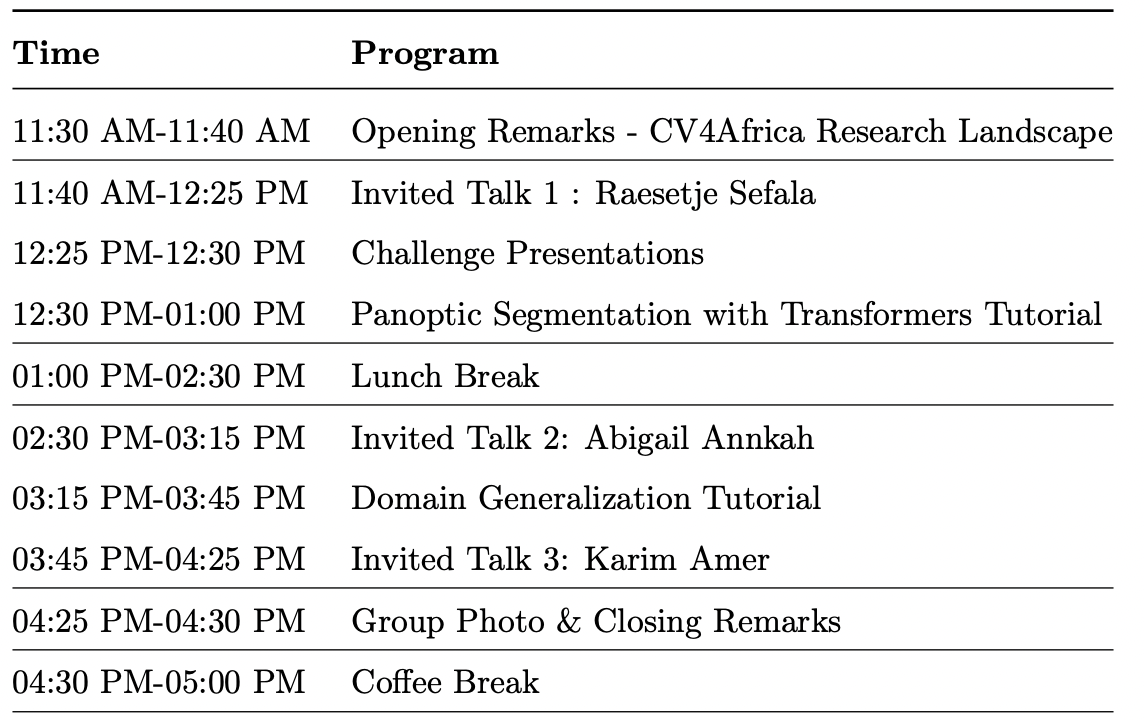 Time Program
11:30 AM-11:40 AM Opening Remarks - CV4Africa Research Landscape
11:40 AM-12:25 PM Invited Talk 1 : Raesetje Sefala
12:25 PM-12:30 PM Challenge Presentations
12:30 PM-01:00 PM Panoptic Segmentation with Transformers Tutorial
01:00 PM-02:30 PM Lunch Break
02:30 PM-03:15 PM Invited Talk 2: Abigail Annkah
03:15 PM-03:45 PM Domain Generalization Tutorial
03:45 PM-04:25 PM Invited Talk 3: Karim Amer
04:25 PM-04:30 PM Group Photo & Closing Remarks
04:30 PM-05:00 PM Coffee Break